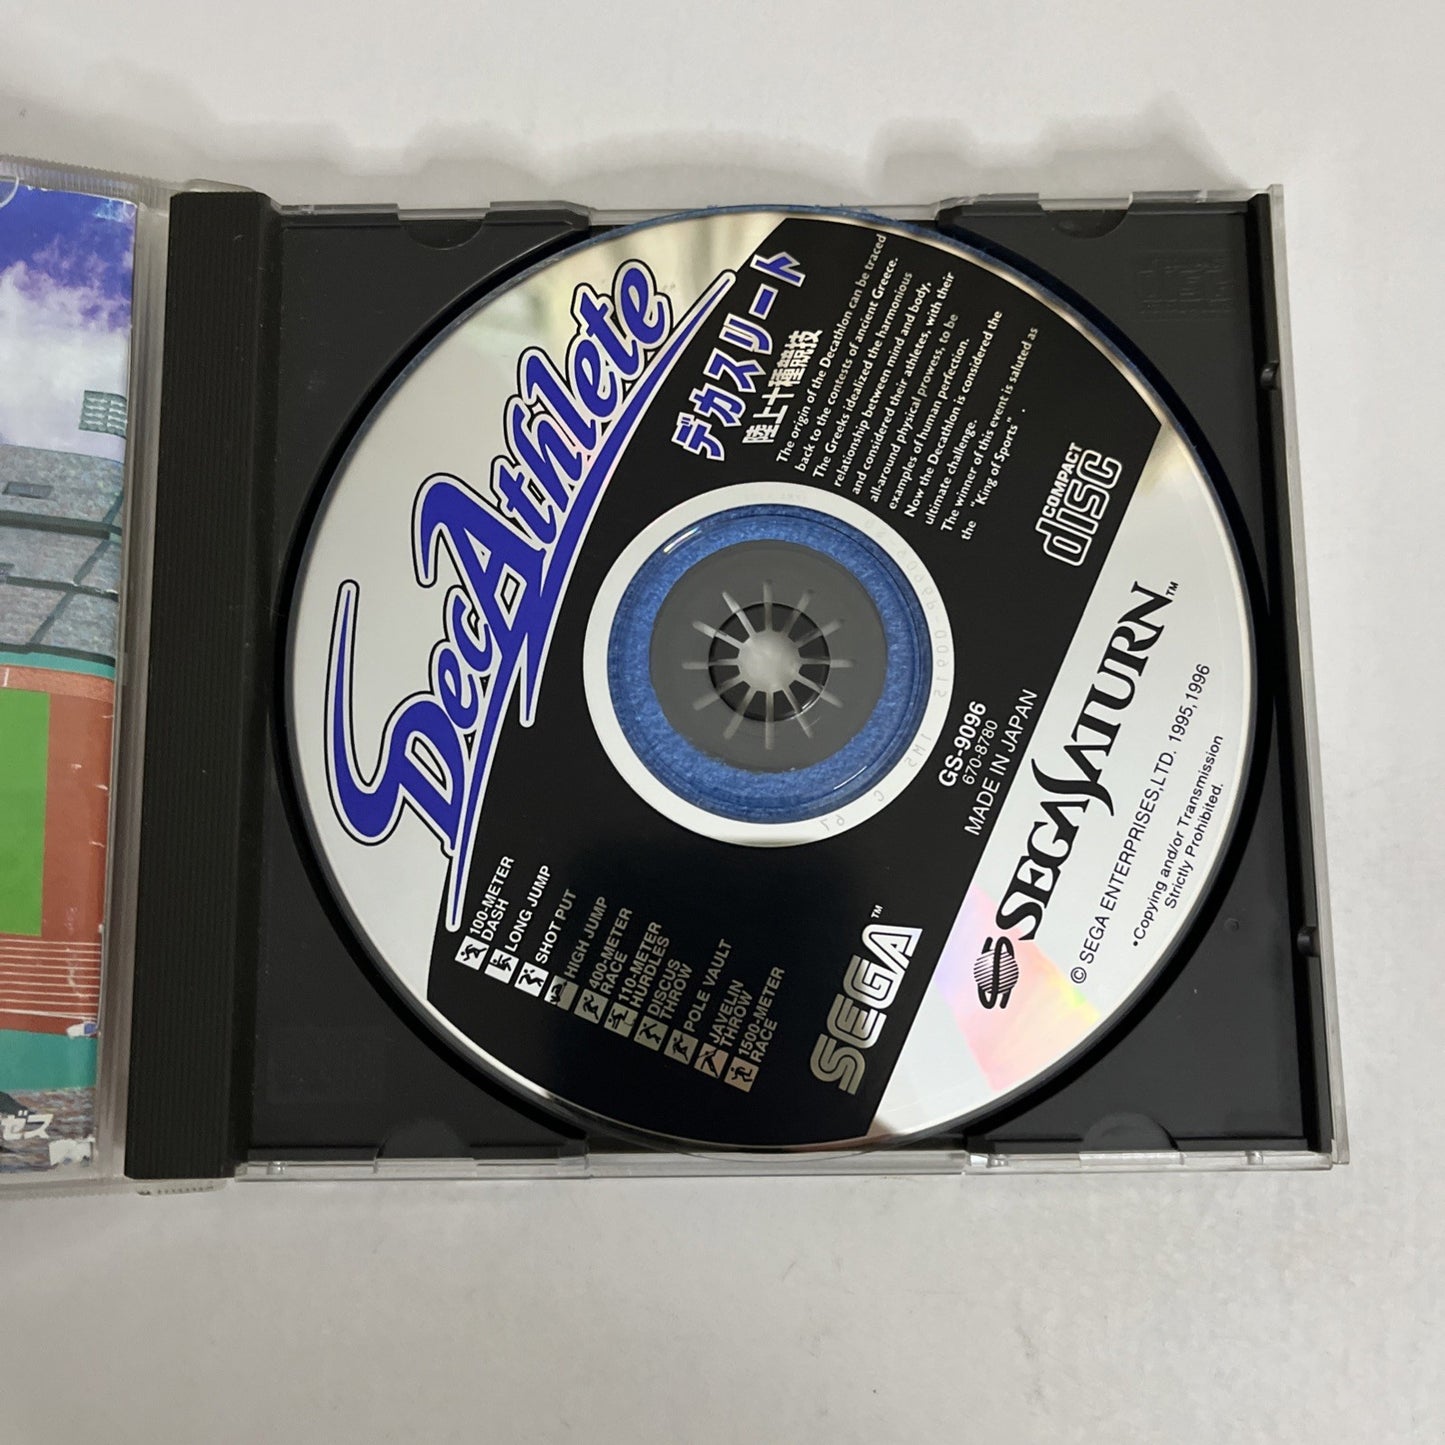 DecAthlete
デカスリート
陸上十種競技
The origin of the Decathlon can be traced
back to the contests of ancient Greece.
The Greeks idealized the harmonious
relationship between mind and body,
and considered their athletes, with their
all-around physical prowess, to be
examples of human perfection.
Now the Decathlon is considered the
ultimate challenge.
The winner of this event is saluted as
the "King of Sports".
COMPACT
disc
100-METER
DASH
LONG JUMP
SHOT PUT
HIGH JUMP
400-METER
RACE
110-METER
HURDLES
DISCUS
THROW
POLE VAULT
JAVELIN
THROW
1500-METER
RACE
GS-9096
670-8780
MADE IN JAPAN
SEGA™
SEGA SATURN™
© SEGA ENTERPRISES,LTD. 1995,1996
•Copying and/or Transmission
Strictly Prohibited.
ゼス